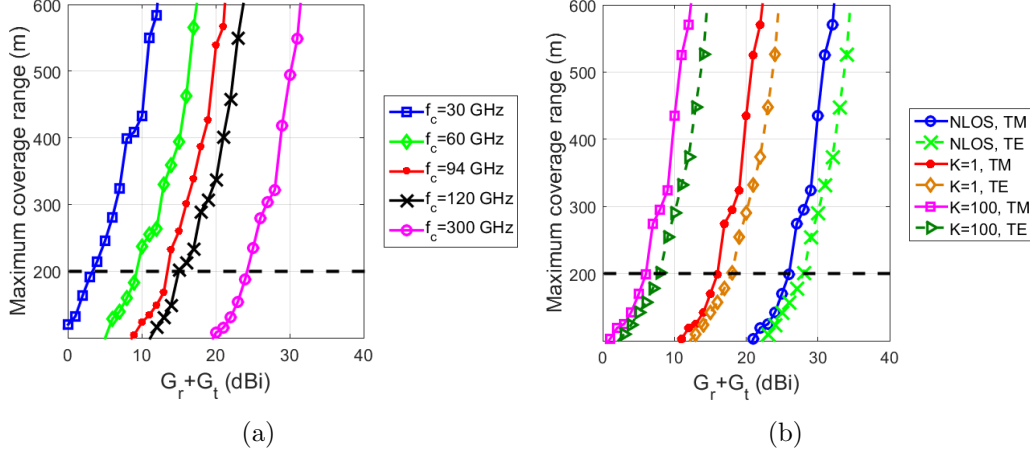 600
500
400
300
200
Maximum coverage range (m)
0
10
20
30
40
G_r+G_t (dBi)
f_c=30 GHz
f_c=60 GHz
f_c=94 GHz
f_c=120 GHz
f_c=300 GHz
(a)
600
500
400
300
200
Maximum coverage range (m)
0
10
20
30
40
G_r+G_t (dBi)
NLOS, TM
NLOS, TE
K=1, TM
K=1, TE
K=100, TM
K=100, TE
(b)